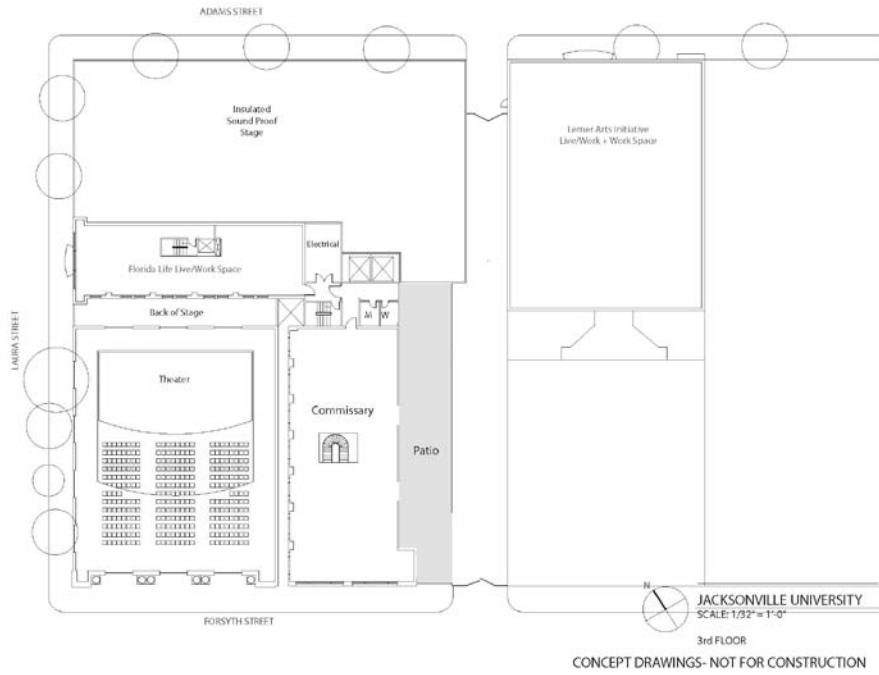 ADAMS STREET
Insulated
Sound Proof
Stage
Lerner Arts Initiative
Live/Work + Work Space
Electrical
Florida Life Live/Work Space
Back of Stage
M W
LAURA STREET
Theater
Commissary
Patio
N
JACKSONVILLE UNIVERSITY
SCALE: 1/32" = 1'-0"
FORSYTH STREET
3rd FLOOR
CONCEPT DRAWINGS- NOT FOR CONSTRUCTION